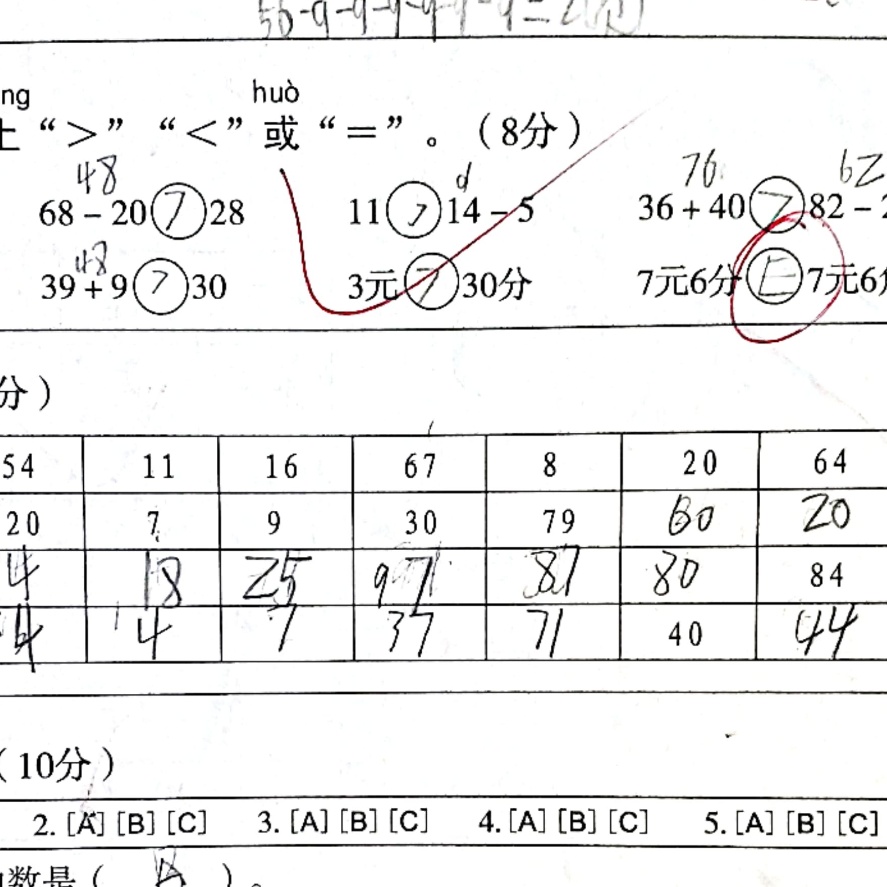 56-9-9-9-9-9-9=2
ng huò
上 “>” “<” 或 “=” 。（8分）
48 76 62
68－20 > 28 11 > 14－5 36＋40 > 82－2
48
39＋9 > 30 3元 > 30分 7元6分 7元6分
分）
54 11 16 67 8 20 64
20 7 9 30 79 60 20
4 18 25 97 87 80 84
4 4 7 37 71 40 44
（10分）
2. [A] [B] [C] 3. [A] [B] [C] 4. [A] [B] [C] 5. [A] [B] [C]
数是（ ）。